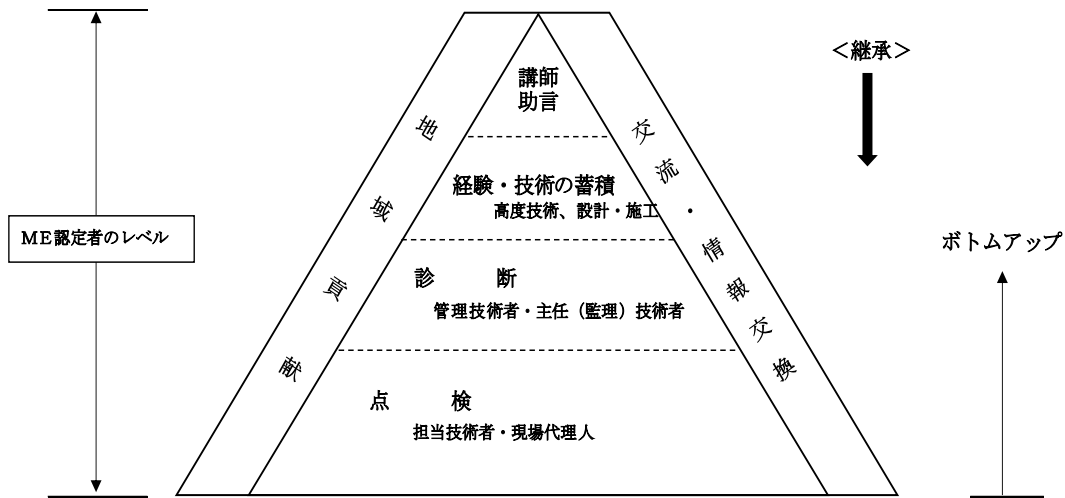 ＜継承＞
講師
助言
地域貢献
交流・情報交換
経験・技術の蓄積
高度技術、設計・施工
ME認定者のレベル
ボトムアップ
診　断
管理技術者・主任（監理）技術者
点　検
担当技術者・現場代理人